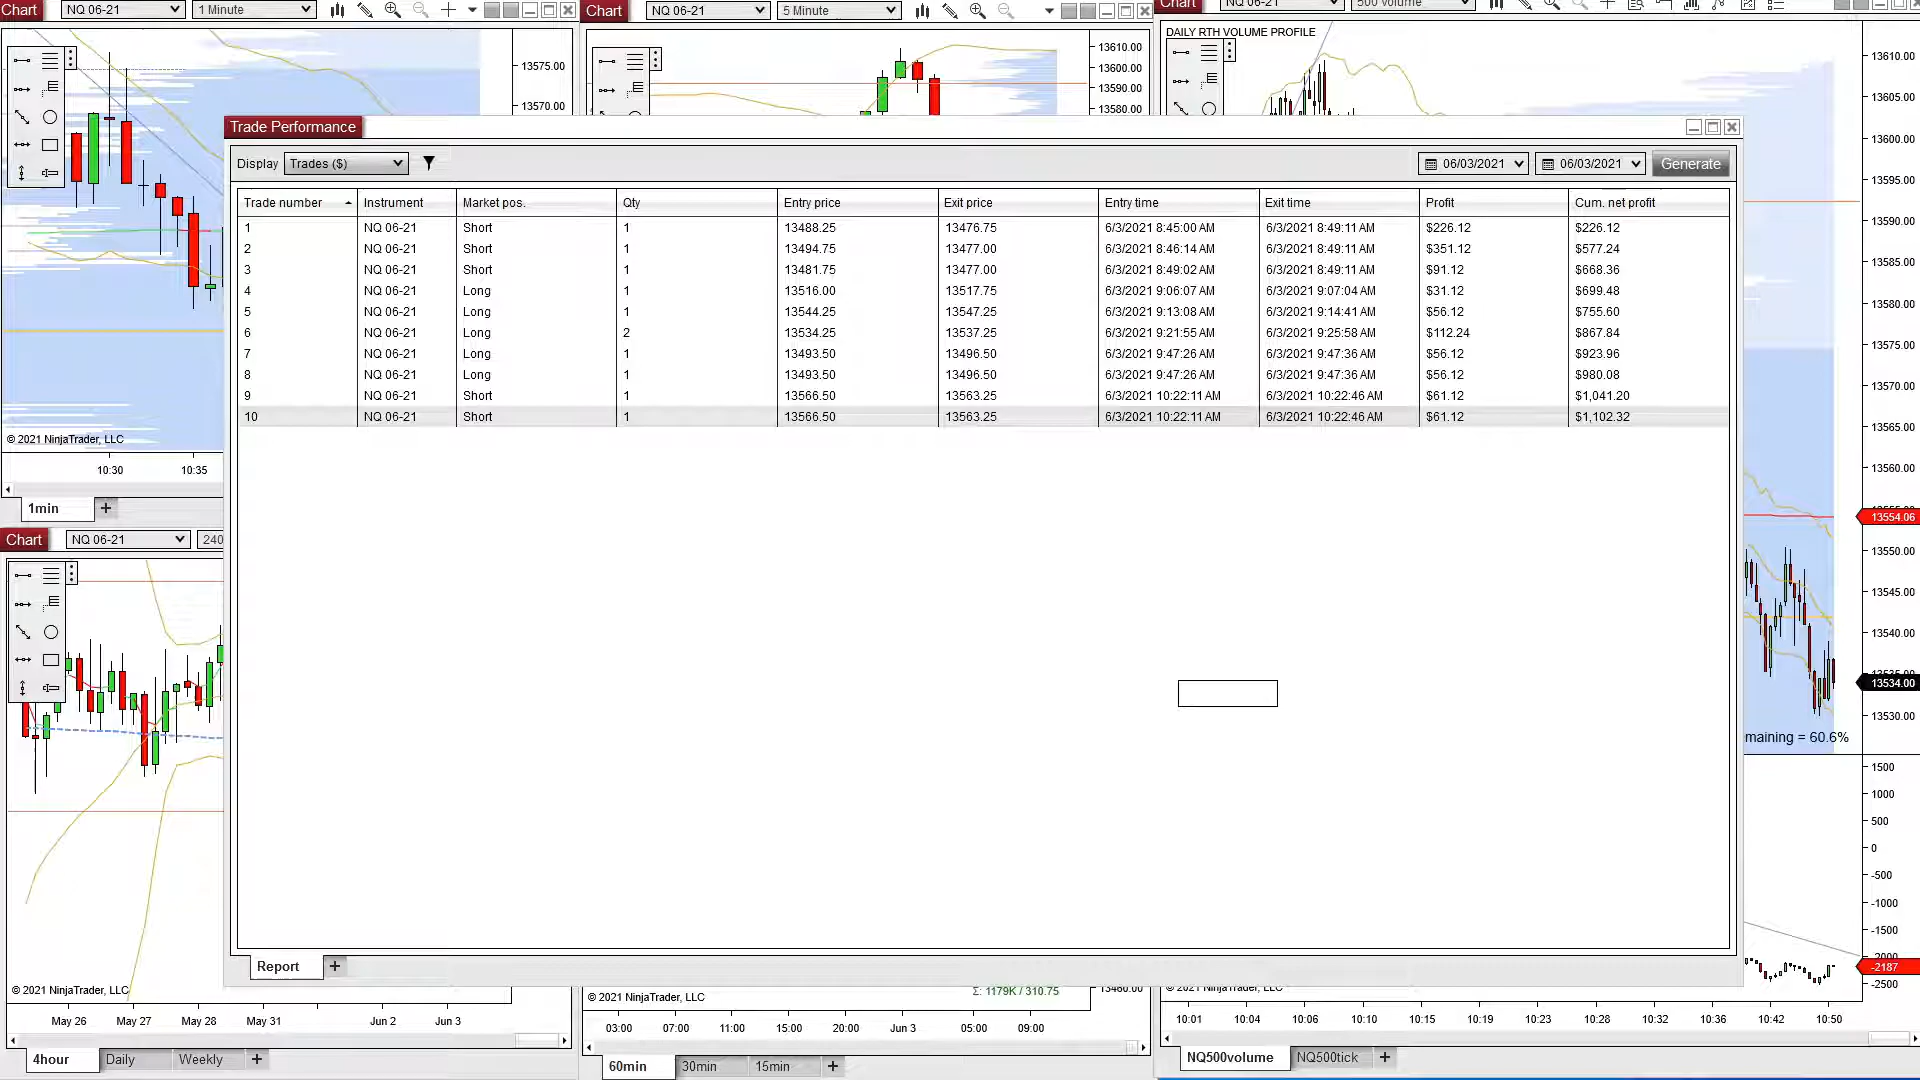 Chart NQ 06-21 1 Minute
Chart NQ 06-21 5 Minute
Chart NQ 06-21 500 Volume
DAILY RTH VOLUME PROFILE
13575.00
13570.00
13610.00
13600.00
13590.00
13580.00
Trade Performance
Display Trades ($) 06/03/2021 06/03/2021 Generate
Trade number Instrument Market pos. Qty Entry price Exit price Entry time Exit time Profit Cum. net profit
1 NQ 06-21 Short 1 13488.25 13476.75 6/3/2021 8:45:00 AM 6/3/2021 8:49:11 AM $226.12 $226.12
2 NQ 06-21 Short 1 13494.75 13477.00 6/3/2021 8:46:14 AM 6/3/2021 8:49:11 AM $351.12 $577.24
3 NQ 06-21 Short 1 13481.75 13477.00 6/3/2021 8:49:02 AM 6/3/2021 8:49:11 AM $91.12 $668.36
4 NQ 06-21 Long 1 13516.00 13517.75 6/3/2021 9:06:07 AM 6/3/2021 9:07:04 AM $31.12 $699.48
5 NQ 06-21 Long 1 13544.25 13547.25 6/3/2021 9:13:08 AM 6/3/2021 9:14:41 AM $56.12 $755.60
6 NQ 06-21 Long 2 13534.25 13537.25 6/3/2021 9:21:55 AM 6/3/2021 9:25:58 AM $112.24 $867.84
7 NQ 06-21 Long 1 13493.50 13496.50 6/3/2021 9:47:26 AM 6/3/2021 9:47:36 AM $56.12 $923.96
8 NQ 06-21 Long 1 13493.50 13496.50 6/3/2021 9:47:26 AM 6/3/2021 9:47:36 AM $56.12 $980.08
9 NQ 06-21 Short 1 13566.50 13563.25 6/3/2021 10:22:11 AM 6/3/2021 10:22:46 AM $61.12 $1,041.20
10 NQ 06-21 Short 1 13566.50 13563.25 6/3/2021 10:22:11 AM 6/3/2021 10:22:46 AM $61.12 $1,102.32
Report
© 2021 NinjaTrader, LLC
10:30 10:35
1min
Chart NQ 06-21 240
© 2021 NinjaTrader, LLC
May 26 May 27 May 28 May 31 Jun 2 Jun 3
4hour Daily Weekly
Σ: 1179K / 310.75
13460.00
© 2021 NinjaTrader, LLC
03:00 07:00 11:00 15:00 20:00 Jun 3 05:00 09:00
60min 30min 15min
13610.00
13605.00
13600.00
13595.00
13590.00
13585.00
13580.00
13575.00
13570.00
13565.00
13560.00
13554.06
13550.00
13545.00
13540.00
13534.00
13530.00
maining = 60.6%
1500
1000
500
0
-500
-1000
-1500
-2000
-2187
-2500
© 2021 NinjaTrader, LLC
10:01 10:04 10:06 10:10 10:15 10:19 10:23 10:28 10:32 10:36 10:42 10:50
NQ500volume NQ500tick